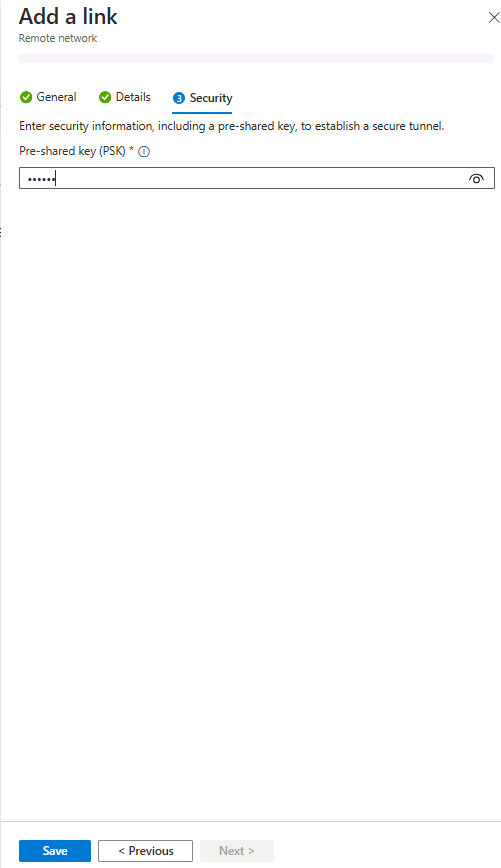 Add a link
Remote network
General
Details
3 Security
Enter security information, including a pre-shared key, to establish a secure tunnel.
Pre-shared key (PSK) *
••••••
Save
< Previous
Next >